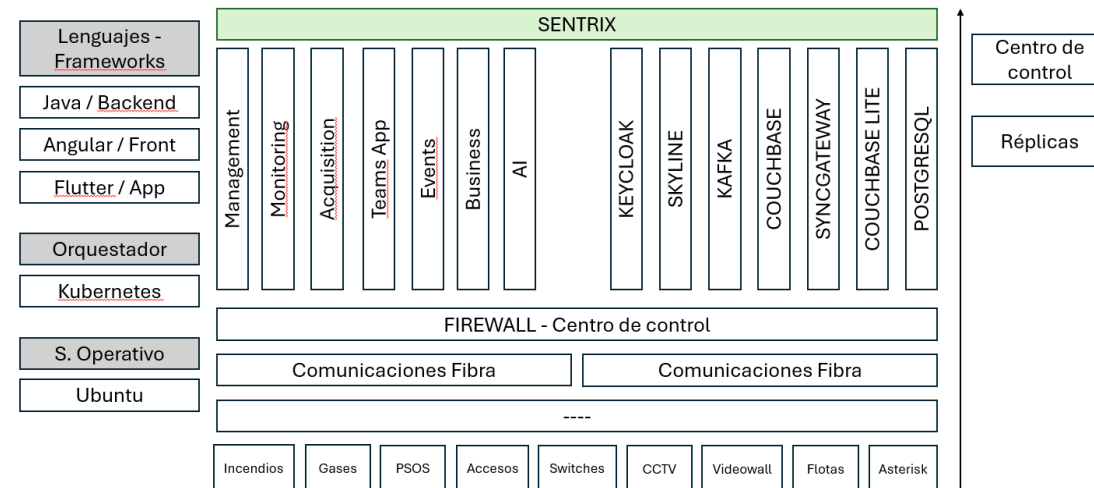 Lenguajes -
Frameworks
Java / Backend
Angular / Front
Flutter / App
Orquestador
Kubernetes
S. Operativo
Ubuntu
SENTRIX
Management
Monitoring
Acquisition
Teams App
Events
Business
AI
KEYCLOAK
SKYLINE
KAFKA
COUCHBASE
SYNCGATEWAY
COUCHBASE LITE
POSTGRESQL
FIREWALL - Centro de control
Comunicaciones Fibra
Comunicaciones Fibra
----
Incendios
Gases
PSOS
Accesos
Switches
CCTV
Videowall
Flotas
Asterisk
Centro de
control
Réplicas